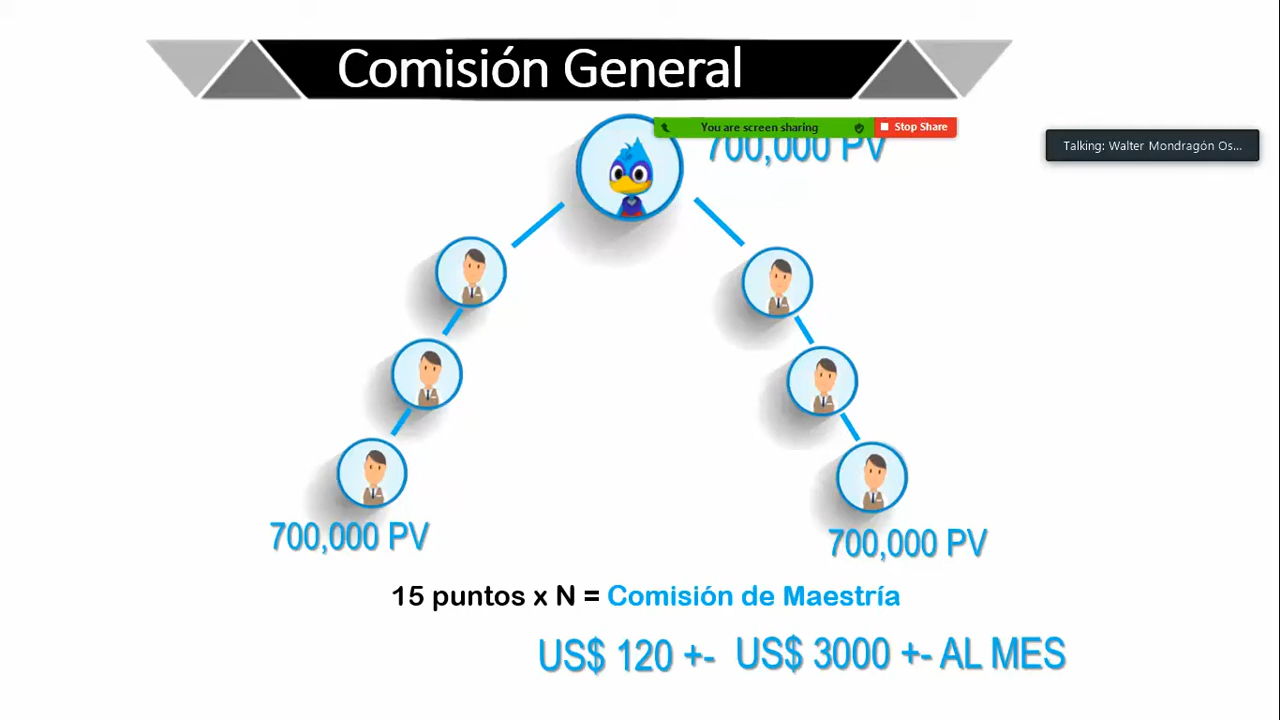 Comisión General
You are screen sharing
Stop Share
700,000 PV
Talking: Walter Mondragón Os...
700,000 PV
700,000 PV
15 puntos x N = Comisión de Maestría
US$ 120 +- US$ 3000 +- AL MES